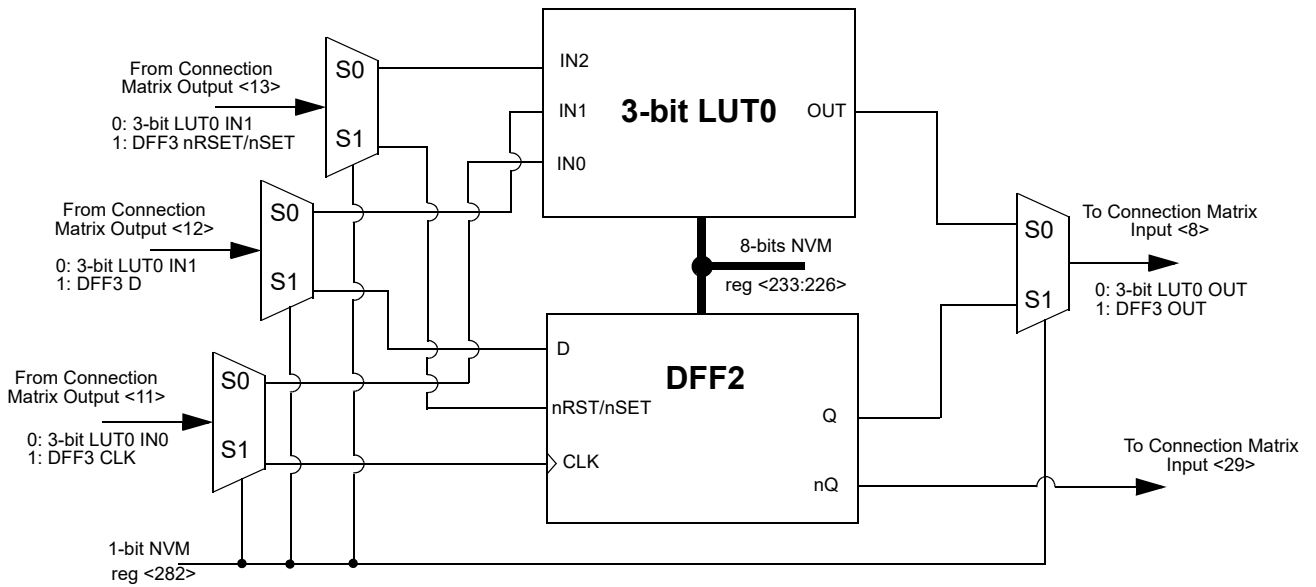 From Connection
Matrix Output <13>
0: 3-bit LUT0 IN1
1: DFF3 nRSET/nSET
S0
S1
From Connection
Matrix Output <12>
0: 3-bit LUT0 IN1
1: DFF3 D
S0
S1
From Connection
Matrix Output <11>
0: 3-bit LUT0 IN0
1: DFF3 CLK
S0
S1
1-bit NVM
reg <282>
IN2
IN1
IN0
3-bit LUT0
OUT
8-bits NVM
reg <233:226>
D
nRST/nSET
CLK
DFF2
Q
nQ
S0
S1
To Connection Matrix
Input <8>
0: 3-bit LUT0 OUT
1: DFF3 OUT
To Connection Matrix
Input <29>